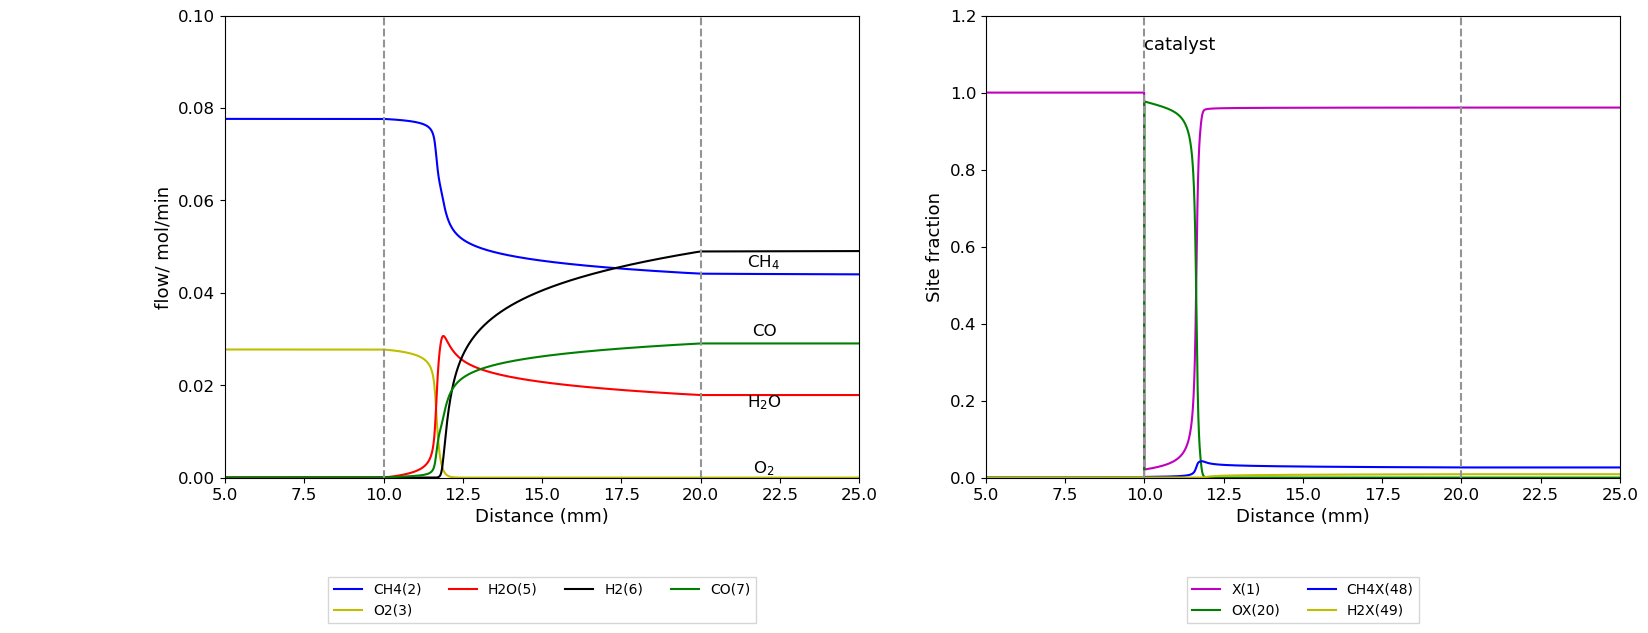 0.10
0.08
0.06
0.04
0.02
0.00
flow/ mol/min
CH4
CO
H2O
O2
5.0 7.5 10.0 12.5 15.0 17.5 20.0 22.5 25.0
Distance (mm)
CH4(2) H2O(5) H2(6) CO(7)
O2(3)
1.2
1.0
0.8
0.6
0.4
0.2
0.0
Site fraction
catalyst
5.0 7.5 10.0 12.5 15.0 17.5 20.0 22.5 25.0
Distance (mm)
X(1) CH4X(48)
OX(20) H2X(49)